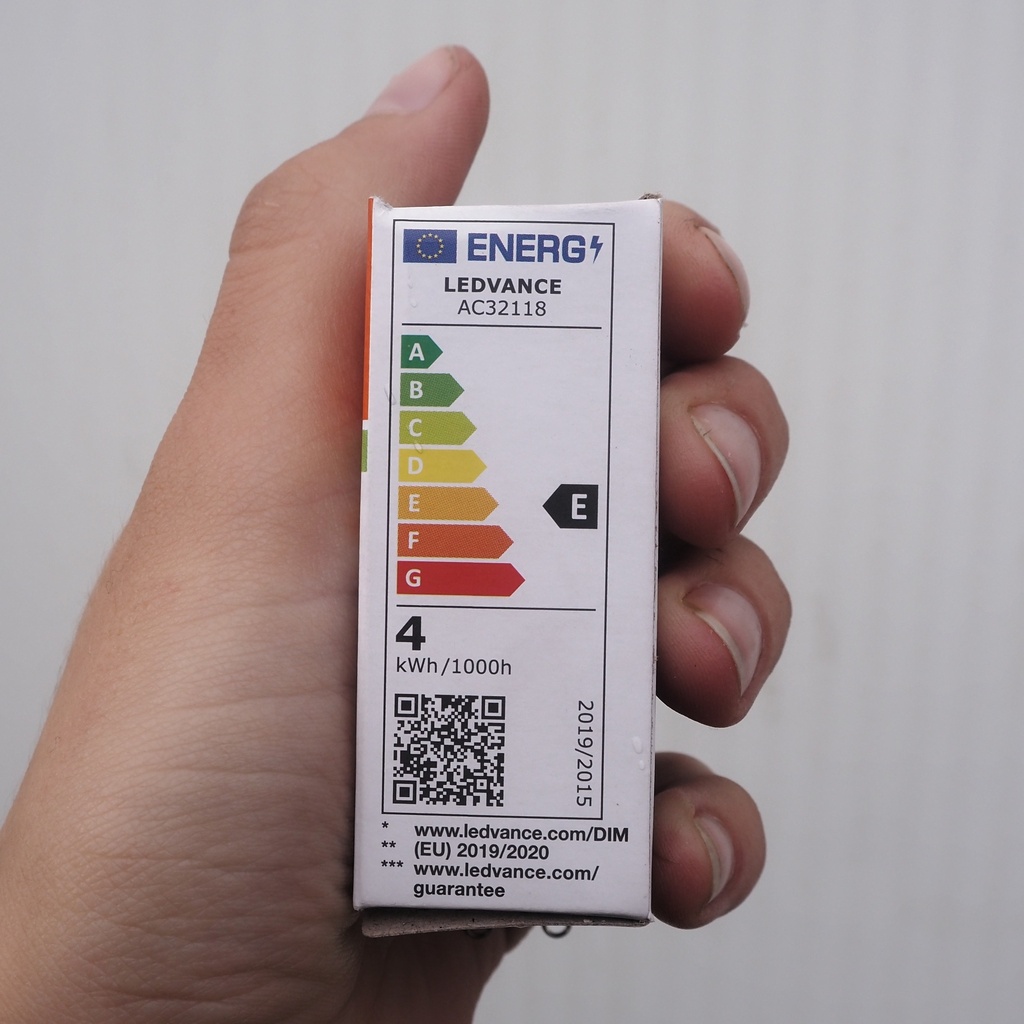 ENERG
LEDVANCE
AC32118
A
B
C
D
E
E
F
G
4
kWh/1000h
2019/2015
* www.ledvance.com/DIM
** (EU) 2019/2020
*** www.ledvance.com/
guarantee